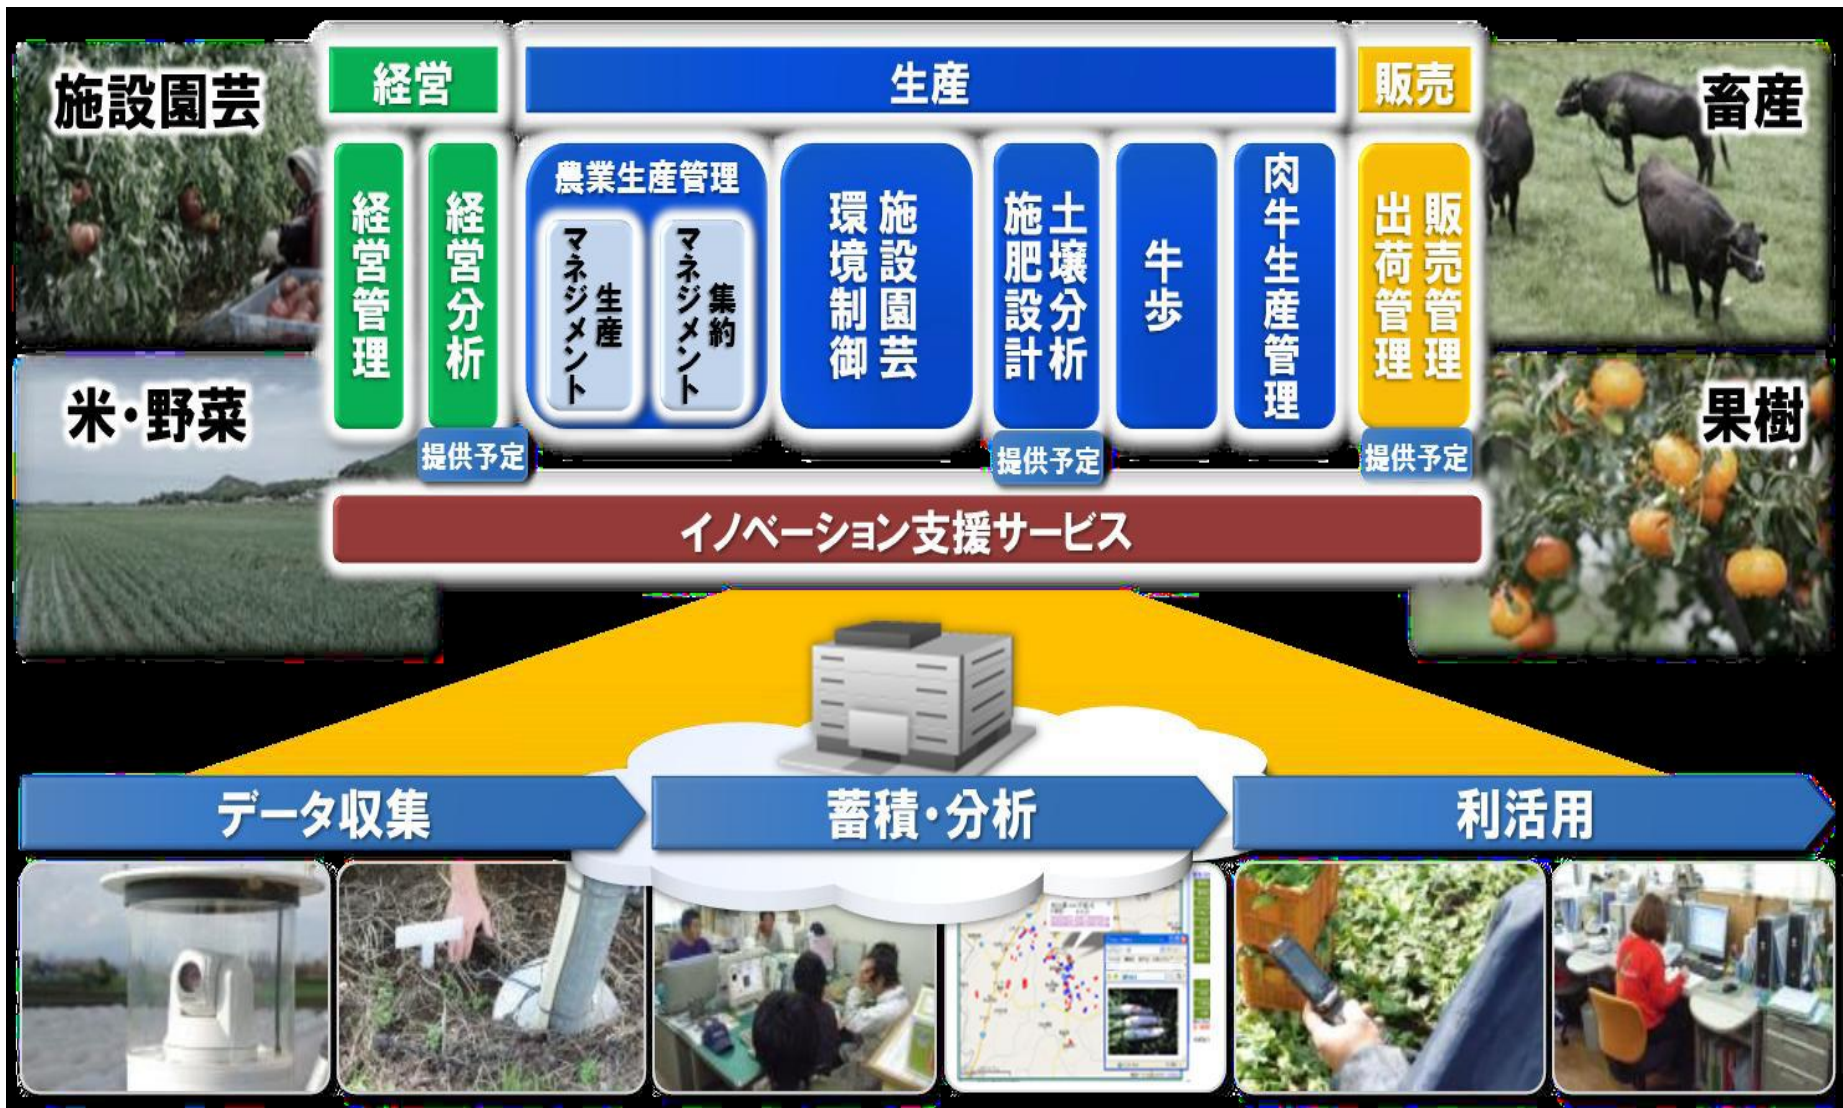 施設園芸
経営
生産
販売
畜産
経営管理
経営分析
農業生産管理
生産
マネジメント
集約
マネジメント
施設園芸
環境制御
土壌分析
施肥設計
牛歩
肉牛生産管理
販売管理
出荷管理
米・野菜
果樹
提供予定
提供予定
提供予定
イノベーション支援サービス
データ収集
蓄積・分析
利活用